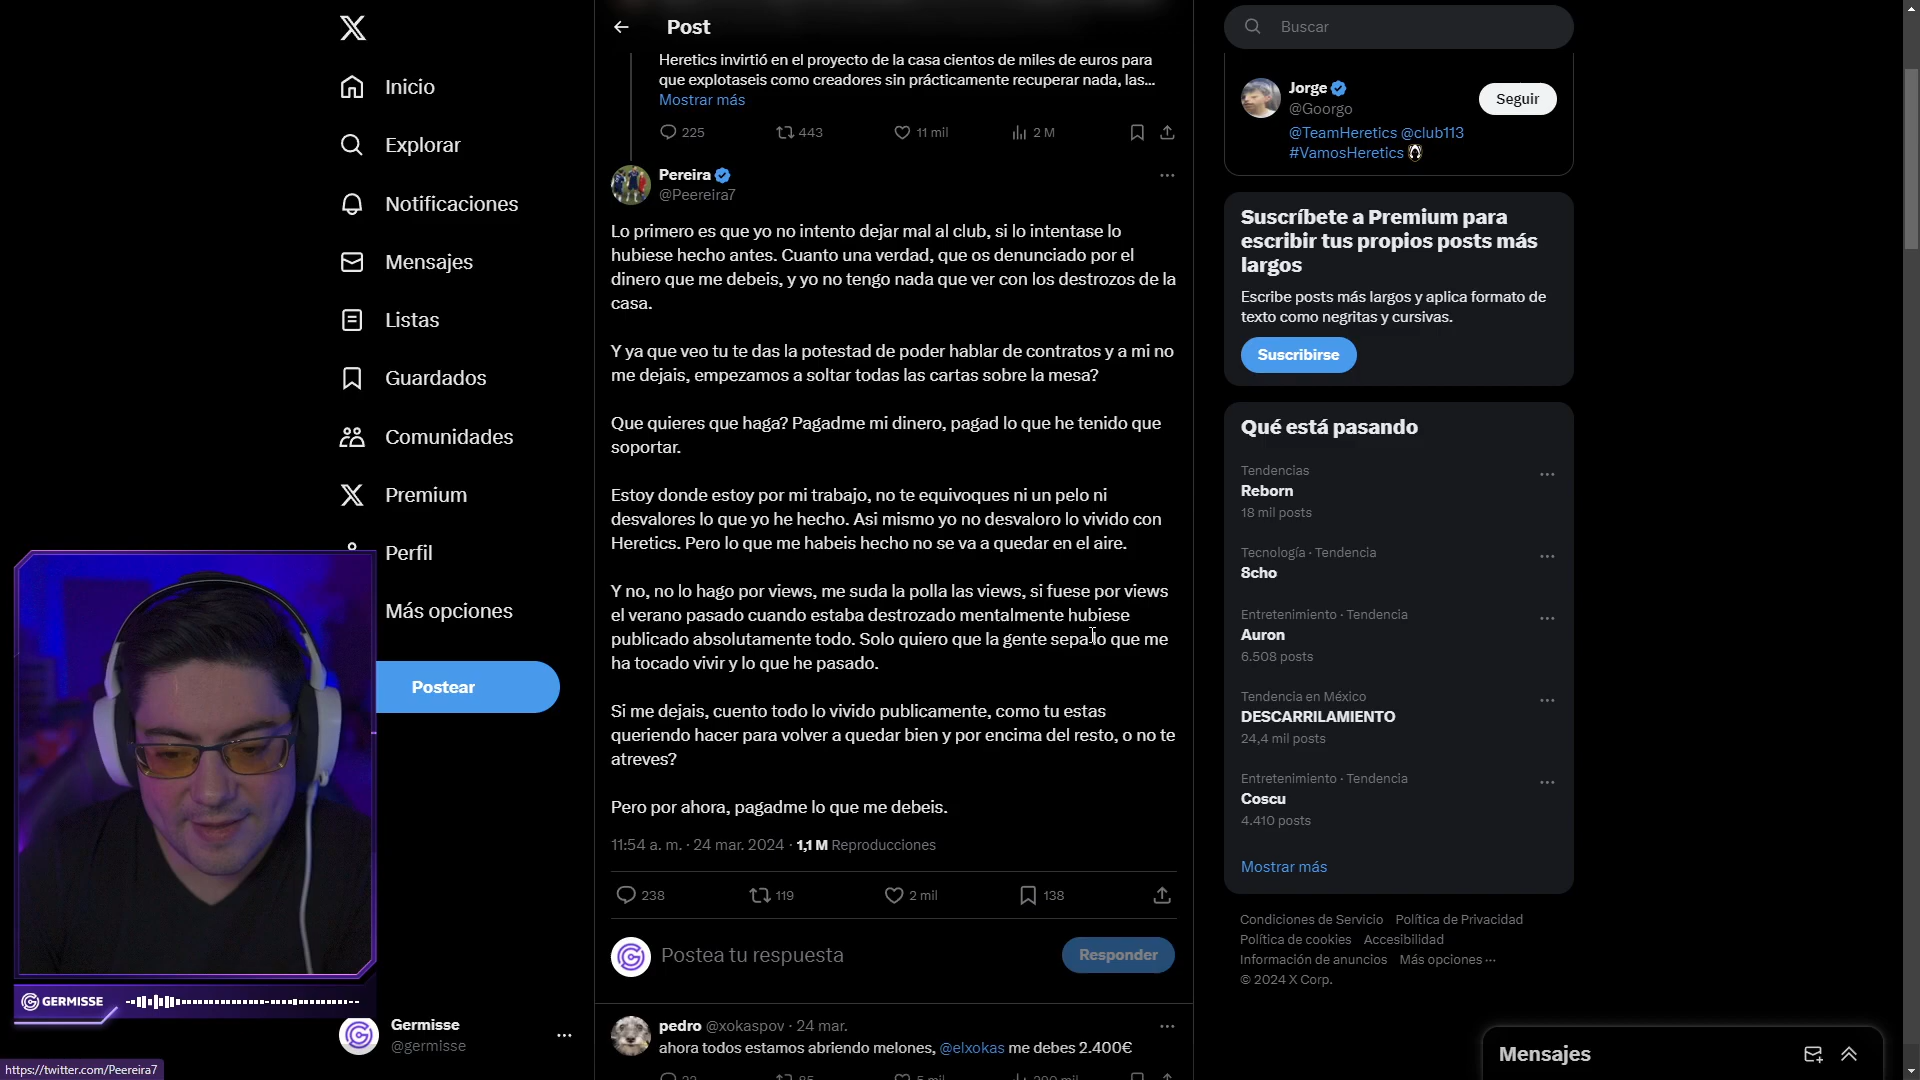 Inicio
Explorar
Notificaciones
Mensajes
Listas
Guardados
Comunidades
Premium
Perfil
Más opciones
Postear
GERMISSE
Germisse
@germisse
https://twitter.com/Peereira7
Post
Heretics invirtió en el proyecto de la casa cientos de miles de euros para
que explotaseis como creadores sin prácticamente recuperar nada, las...
Mostrar más
225 443 11 mil 2 M
Pereira
@Peereira7
Lo primero es que yo no intento dejar mal al club, si lo intentase lo
hubiese hecho antes. Cuanto una verdad, que os denunciado por el
dinero que me debeis, y yo no tengo nada que ver con los destrozos de la
casa.
Y ya que veo tu te das la potestad de poder hablar de contratos y a mi no
me dejais, empezamos a soltar todas las cartas sobre la mesa?
Que quieres que haga? Pagadme mi dinero, pagad lo que he tenido que
soportar.
Estoy donde estoy por mi trabajo, no te equivoques ni un pelo ni
desvalores lo que yo he hecho. Asi mismo yo no desvaloro lo vivido con
Heretics. Pero lo que me habeis hecho no se va a quedar en el aire.
Y no, no lo hago por views, me suda la polla las views, si fuese por views
el verano pasado cuando estaba destrozado mentalmente hubiese
publicado absolutamente todo. Solo quiero que la gente sepa lo que me
ha tocado vivir y lo que he pasado.
Si me dejais, cuento todo lo vivido publicamente, como tu estas
queriendo hacer para volver a quedar bien y por encima del resto, o no te
atreves?
Pero por ahora, pagadme lo que me debeis.
11:54 a. m. · 24 mar. 2024 · 1,1 M Reproducciones
238 119 2 mil 138
Postea tu respuesta
Responder
pedro @xokaspov · 24 mar.
ahora todos estamos abriendo melones, @elxokas me debes 2.400€
Buscar
Jorge
@Goorgo
Seguir
@TeamHeretics @club113
#VamosHeretics
Suscríbete a Premium para
escribir tus propios posts más
largos
Escribe posts más largos y aplica formato de
texto como negritas y cursivas.
Suscribirse
Qué está pasando
Tendencias
Reborn
18 mil posts
Tecnología · Tendencia
8cho
Entretenimiento · Tendencia
Auron
6.508 posts
Tendencia en México
DESCARRILAMIENTO
24,4 mil posts
Entretenimiento · Tendencia
Coscu
4.410 posts
Mostrar más
Condiciones de Servicio Política de Privacidad
Política de cookies Accesibilidad
Información de anuncios Más opciones ···
© 2024 X Corp.
Mensajes